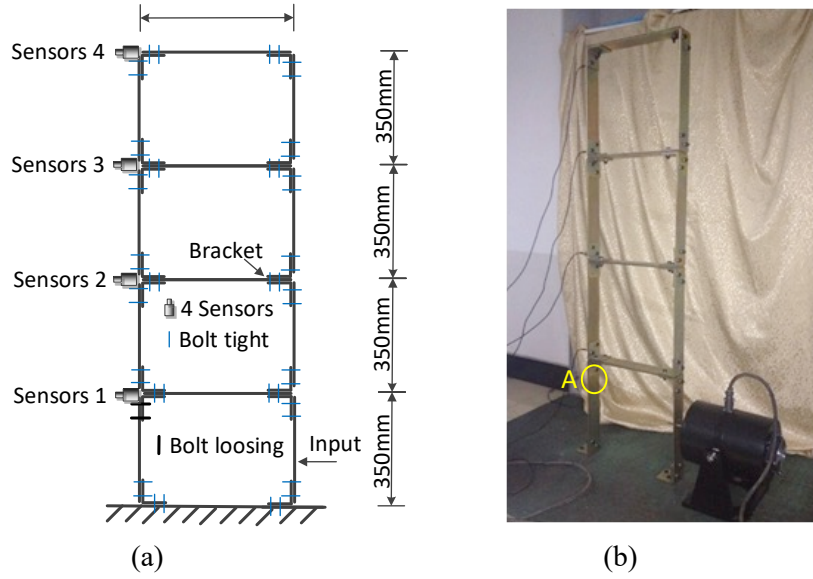 Sensors 4
350mm
Sensors 3
350mm
Bracket
Sensors 2
4 Sensors
Bolt tight
350mm
Sensors 1
A
Bolt loosing
Input
350mm
(a)
(b)